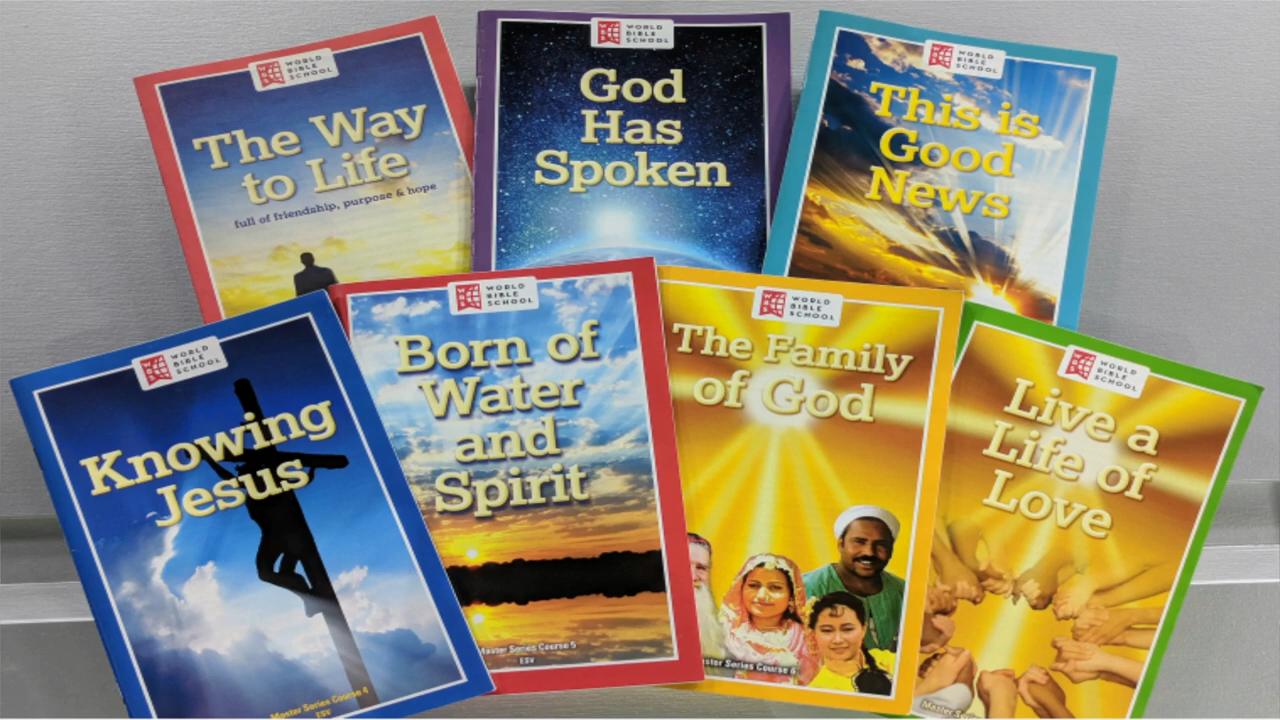 WORLD
BIBLE
SCHOOL
The Way
to Life
full of friendship, purpose & hope
WORLD
BIBLE
SCHOOL
God
Has
Spoken
WORLD
BIBLE
SCHOOL
This is
Good
News
WORLD
BIBLE
SCHOOL
Knowing
Jesus
Master Series Course 4
ESV
WORLD
BIBLE
SCHOOL
Born of
Water
and
Spirit
Master Series Course 5
ESV
WORLD
BIBLE
SCHOOL
The Family
of God
Series Course 6
WORLD
BIBLE
SCHOOL
Live a
Life of
Love
Master